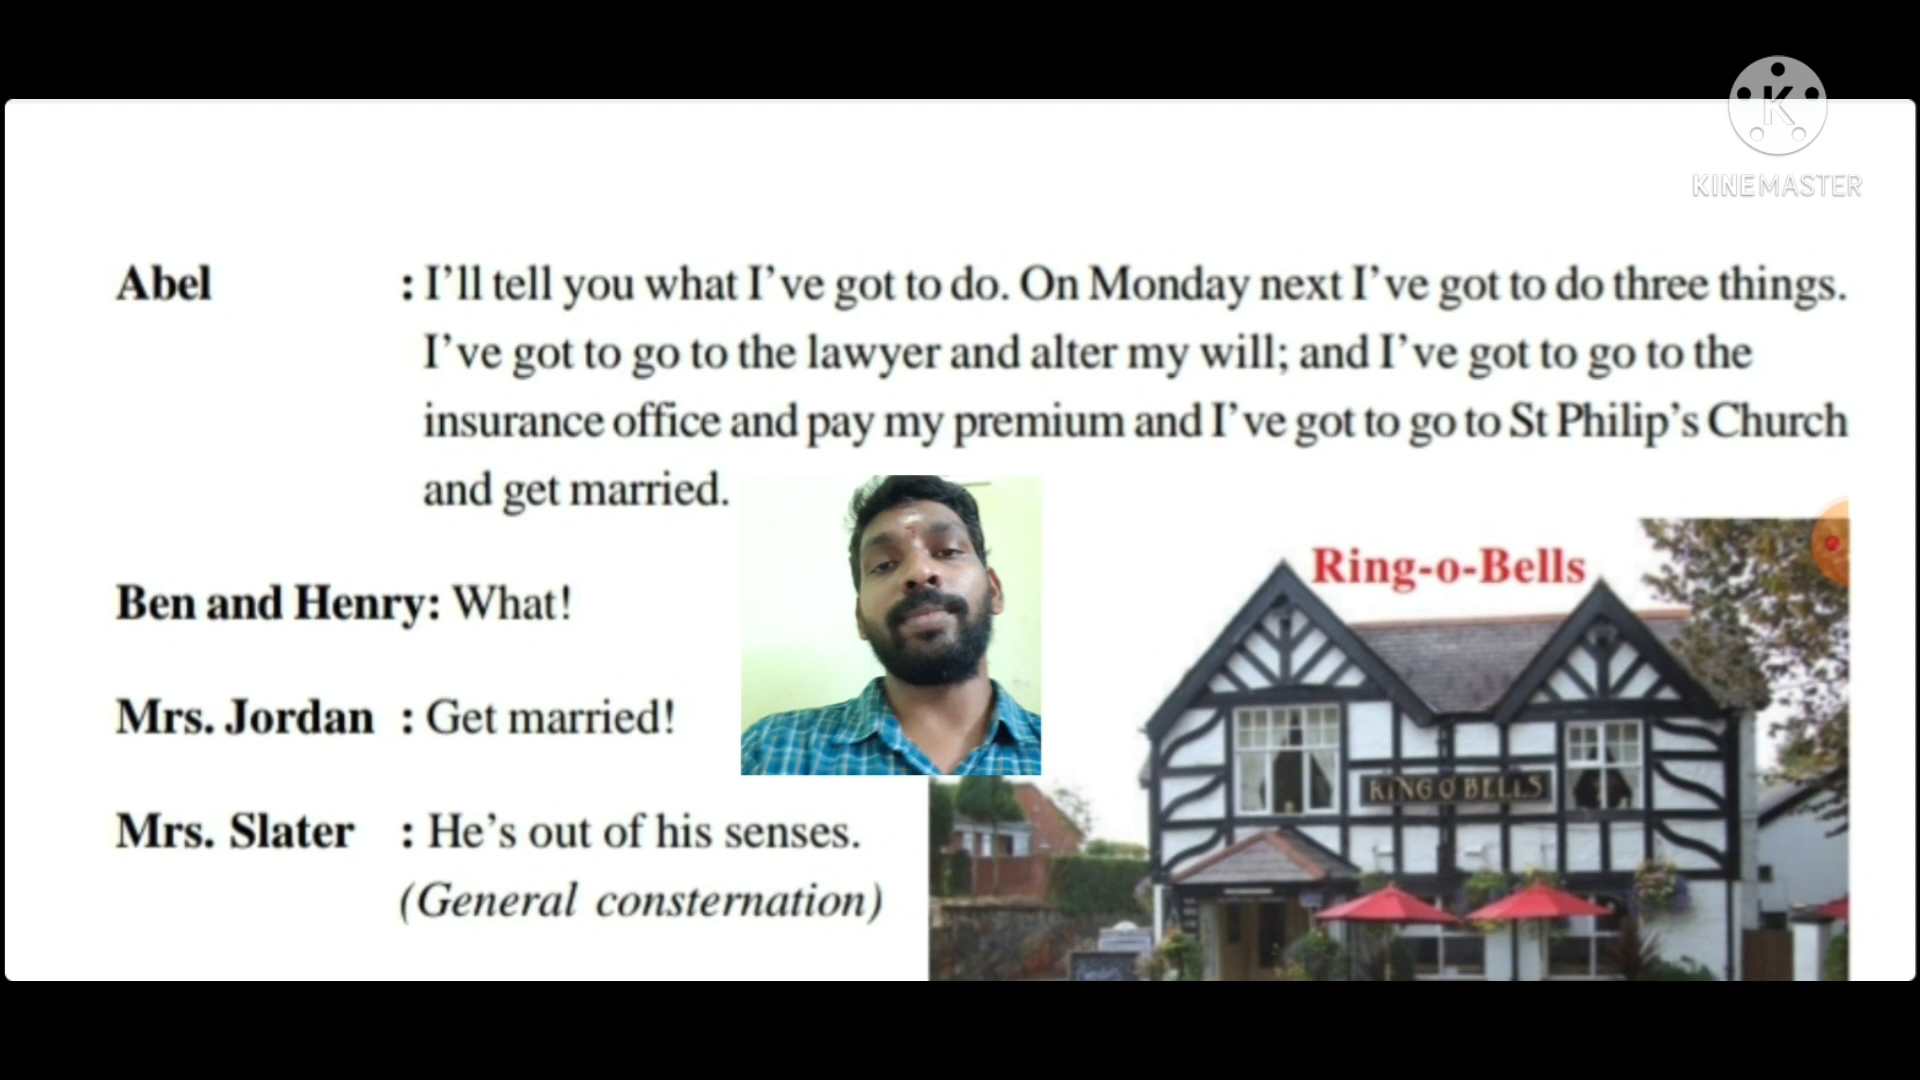 K
KINEMASTER
Abel : I’ll tell you what I’ve got to do. On Monday next I’ve got to do three things.
I’ve got to go to the lawyer and alter my will; and I’ve got to go to the
insurance office and pay my premium and I’ve got to go to St Philip’s Church
and get married.
Ring-o-Bells
Ben and Henry: What!
Mrs. Jordan : Get married!
RING O' BELLS
Mrs. Slater : He’s out of his senses.
(General consternation)